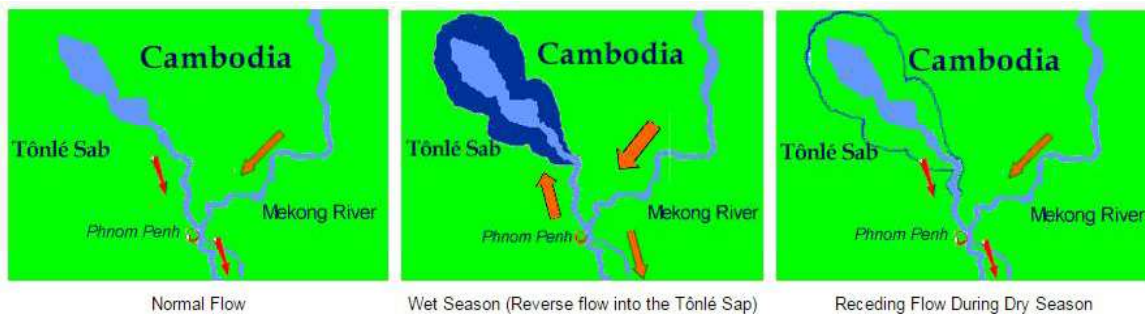 Cambodia
Tônlé Sab
Mekong River
Phnom Penh
Normal Flow
Cambodia
Tônlé Sab
Mekong River
Phnom Penh
Wet Season (Reverse flow into the Tônlé Sap)
Cambodia
Tônlé Sab
Mekong River
Phnom Penh
Receding Flow During Dry Season